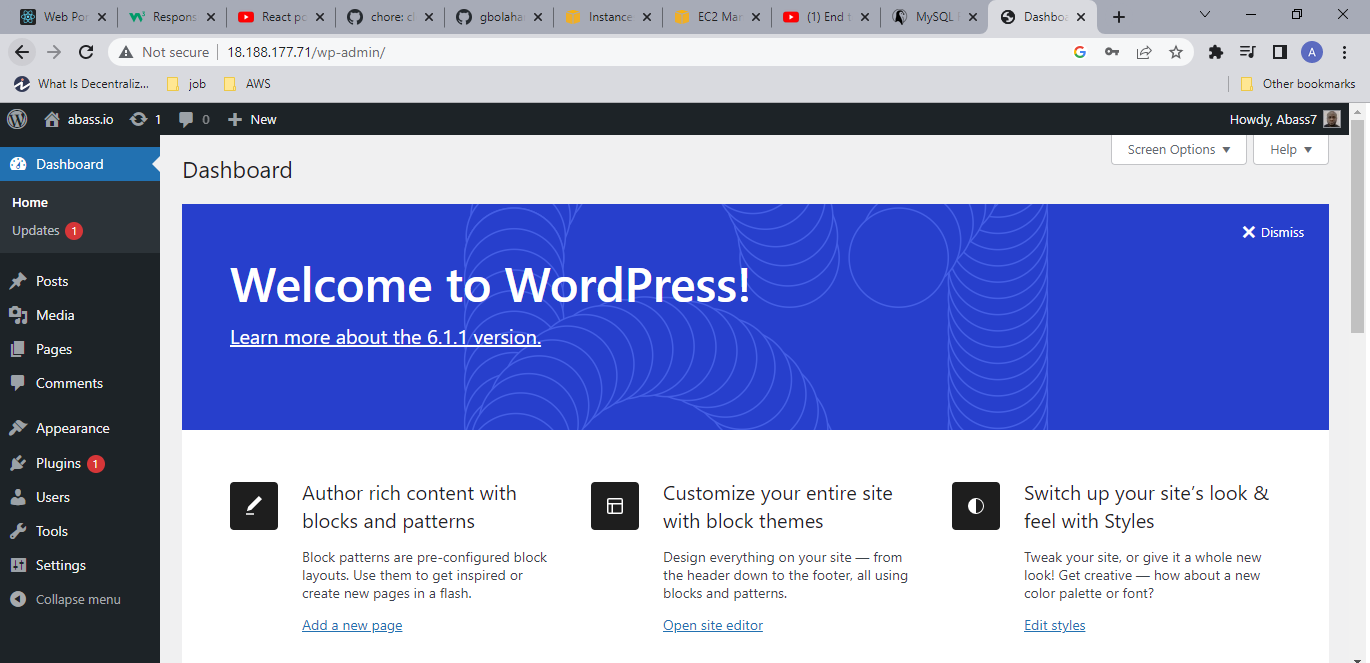 Web Por
Respons
React po
chore: ci
gbolaha
Instance
EC2 Man
(1) End t
MySQL
Dashboa
Not secure
18.188.177.71/wp-admin/
A
What Is Decentraliz...
job
AWS
Other bookmarks
abass.io
1
0
New
Howdy, Abass7
Dashboard
Home
Updates 1
Posts
Media
Pages
Comments
Appearance
Plugins 1
Users
Tools
Settings
Collapse menu
Screen Options
Help
Dashboard
Dismiss
Welcome to WordPress!
Learn more about the 6.1.1 version.
Author rich content with
blocks and patterns
Block patterns are pre-configured block
layouts. Use them to get inspired or
create new pages in a flash.
Add a new page
Customize your entire site
with block themes
Design everything on your site — from
the header down to the footer, all using
blocks and patterns.
Open site editor
Switch up your site’s look &
feel with Styles
Tweak your site, or give it a whole new
look! Get creative — how about a new
color palette or font?
Edit styles